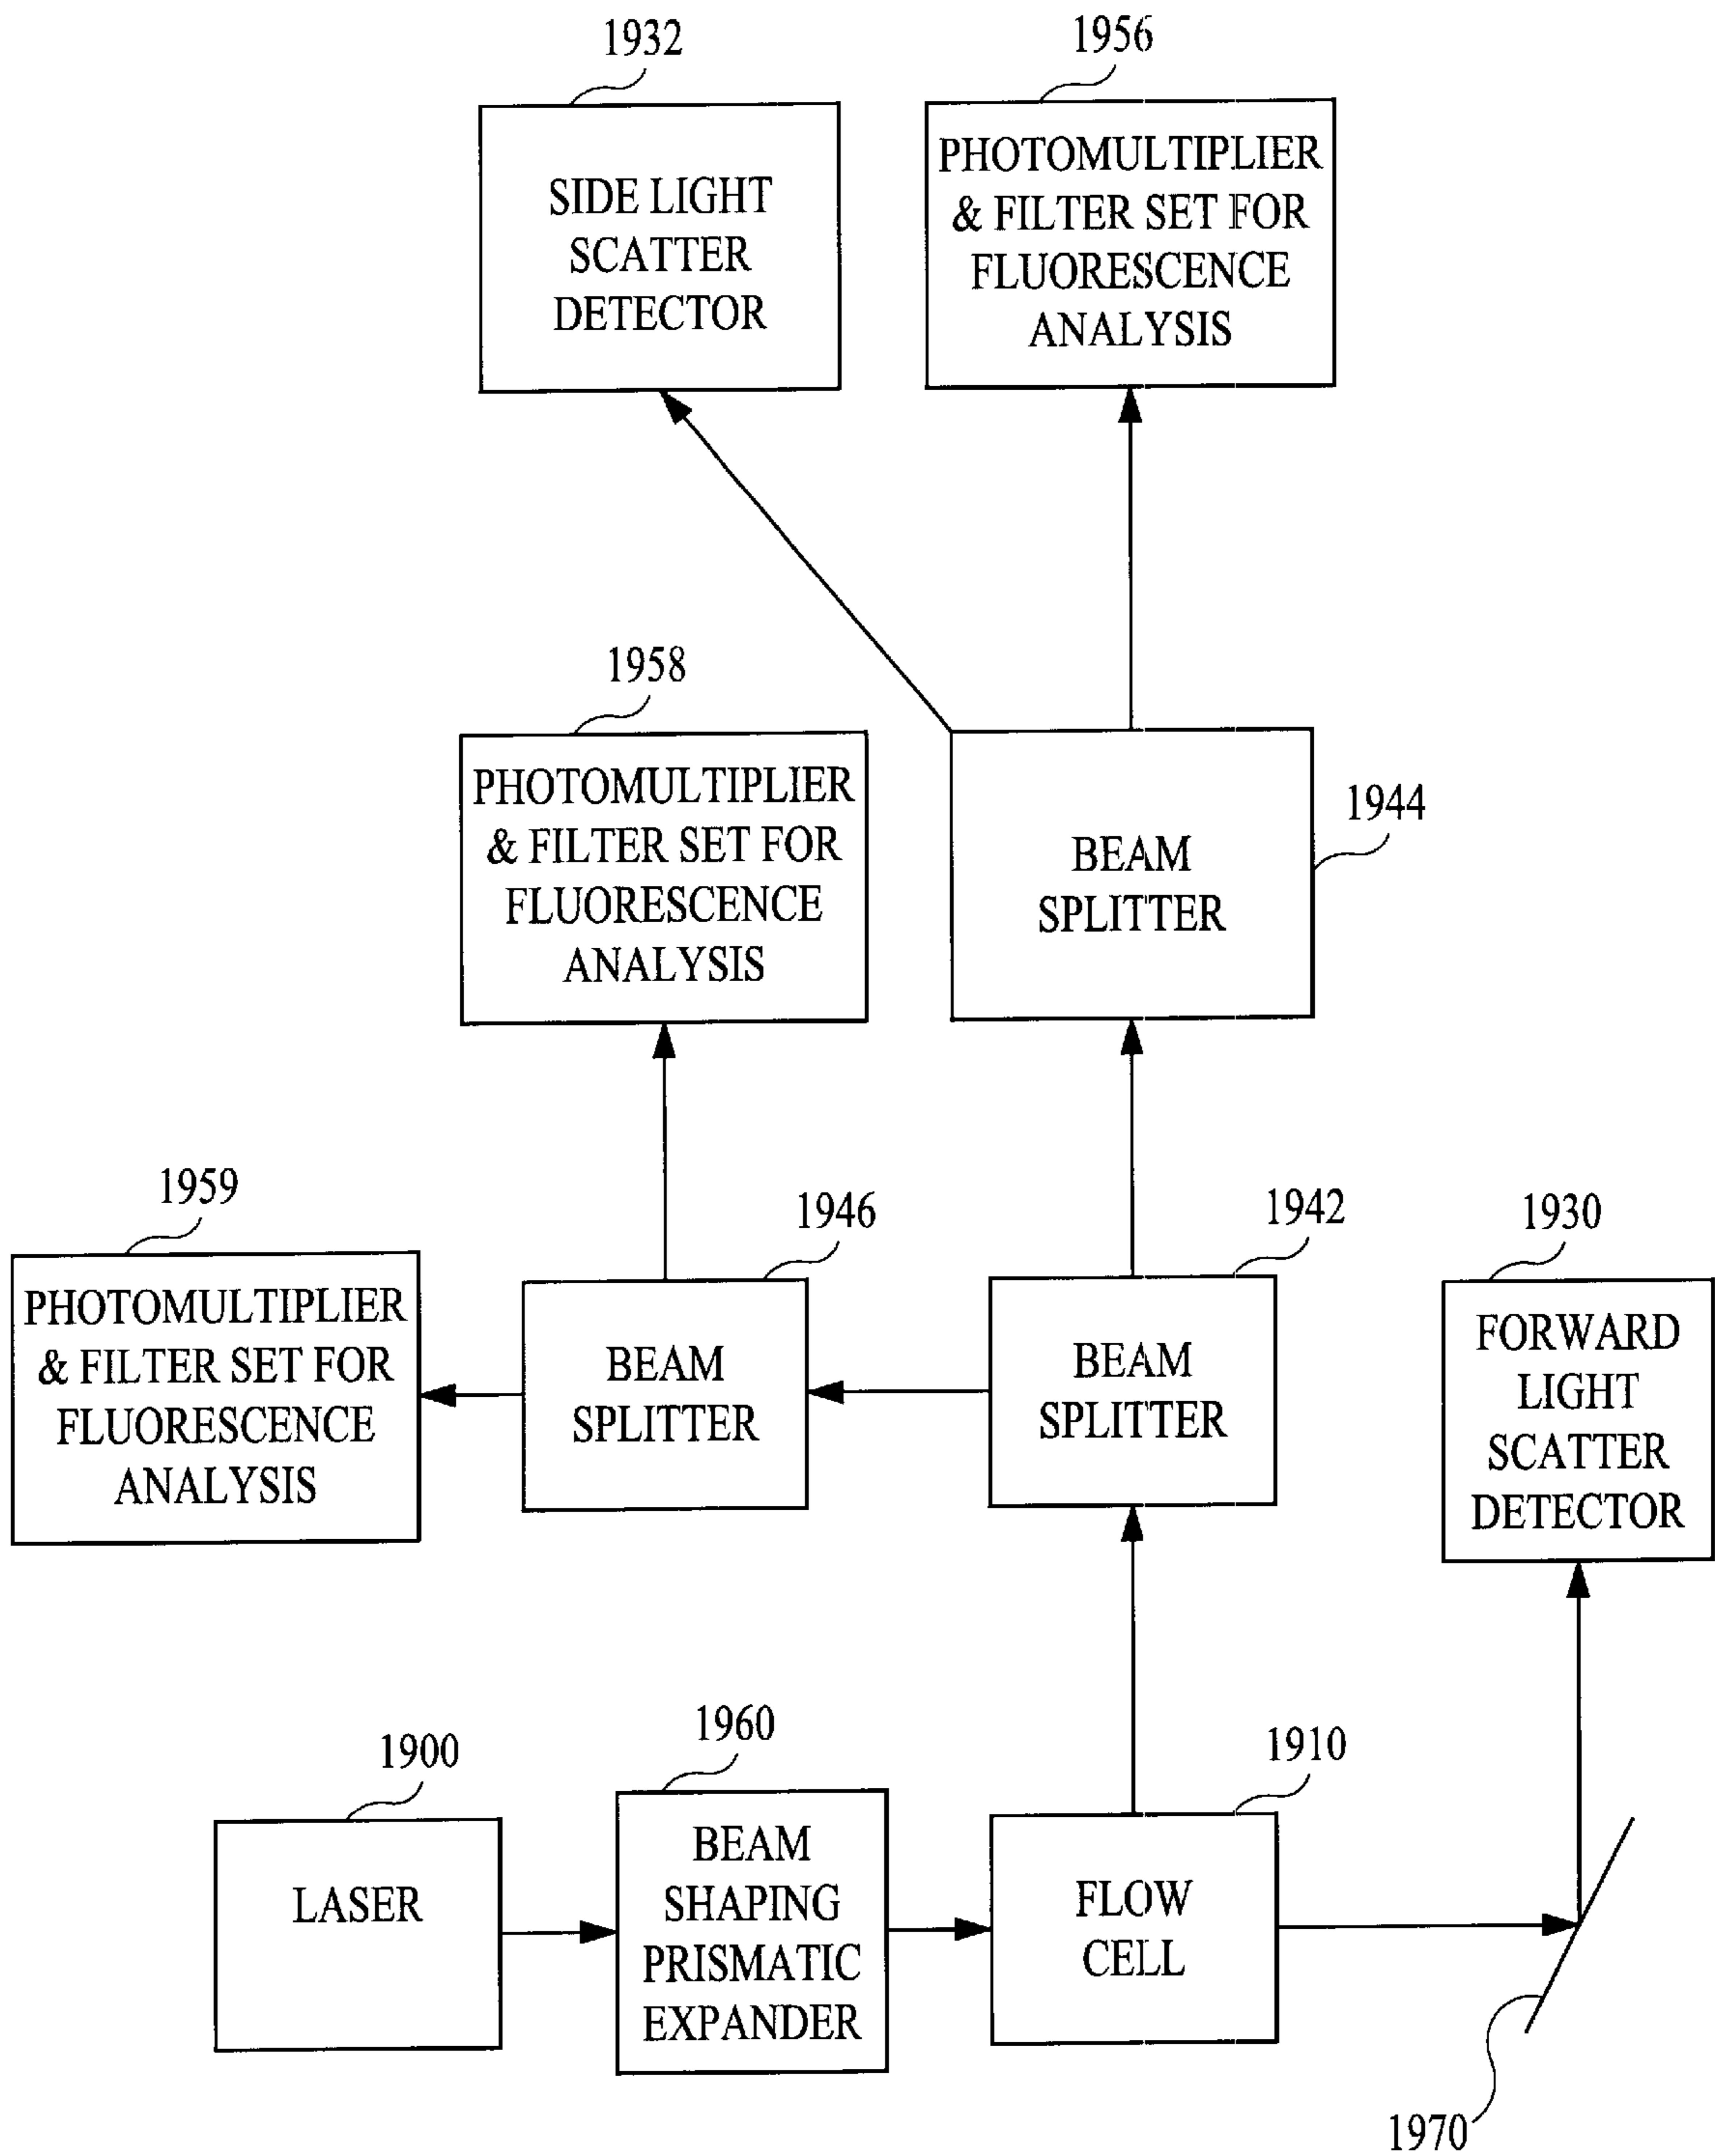 1932
1956
SIDE LIGHT
SCATTER
DETECTOR
PHOTOMULTIPLIER
& FILTER SET FOR
FLUORESCENCE
ANALYSIS
1958
PHOTOMULTIPLIER
& FILTER SET FOR
FLUORESCENCE
ANALYSIS
BEAM
SPLITTER
1944
1959
PHOTOMULTIPLIER
& FILTER SET FOR
FLUORESCENCE
ANALYSIS
1946
BEAM
SPLITTER
1942
BEAM
SPLITTER
1930
FORWARD
LIGHT
SCATTER
DETECTOR
1900
LASER
1960
BEAM
SHAPING
PRISMATIC
EXPANDER
1910
FLOW
CELL
1970